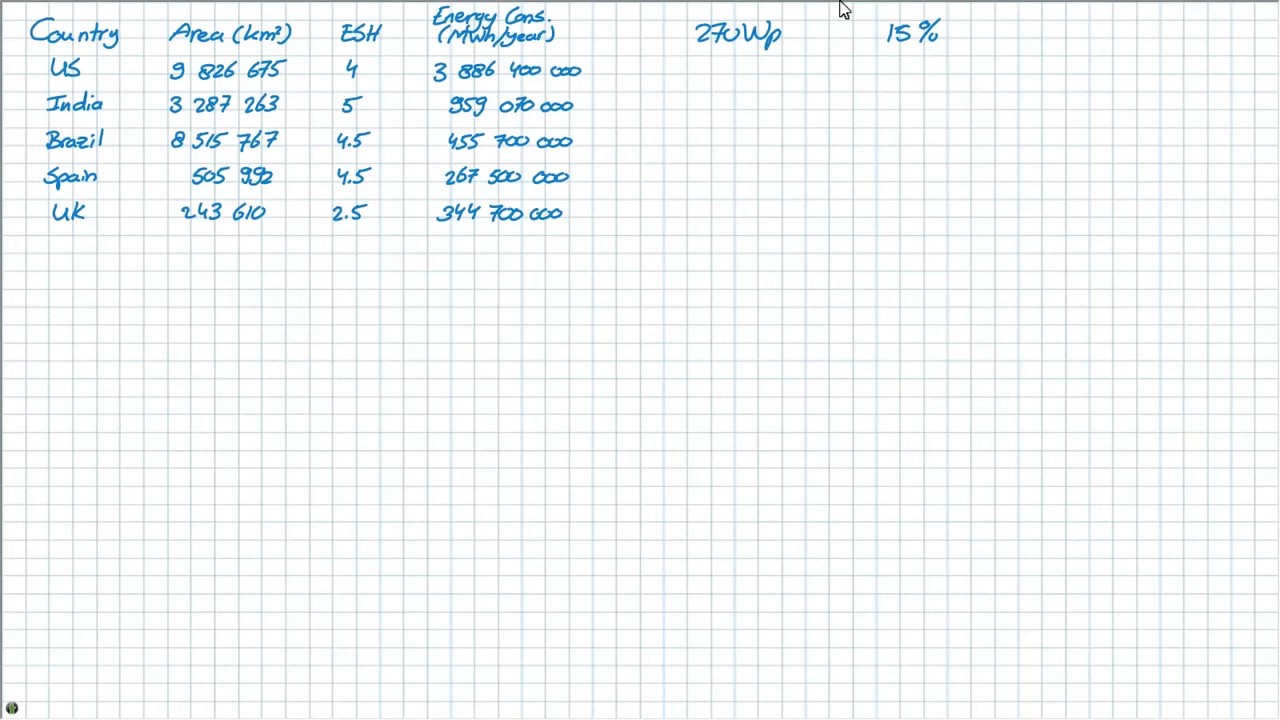 Country Area (km²) ESH Energy Cons. (MWh/year) 270Wp 15%
US 9 826 675 4 3 886 400 000
India 3 287 263 5 959 070 000
Brazil 8 515 767 4.5 455 700 000
Spain 505 992 4.5 267 500 000
UK 243 610 2.5 344 700 000